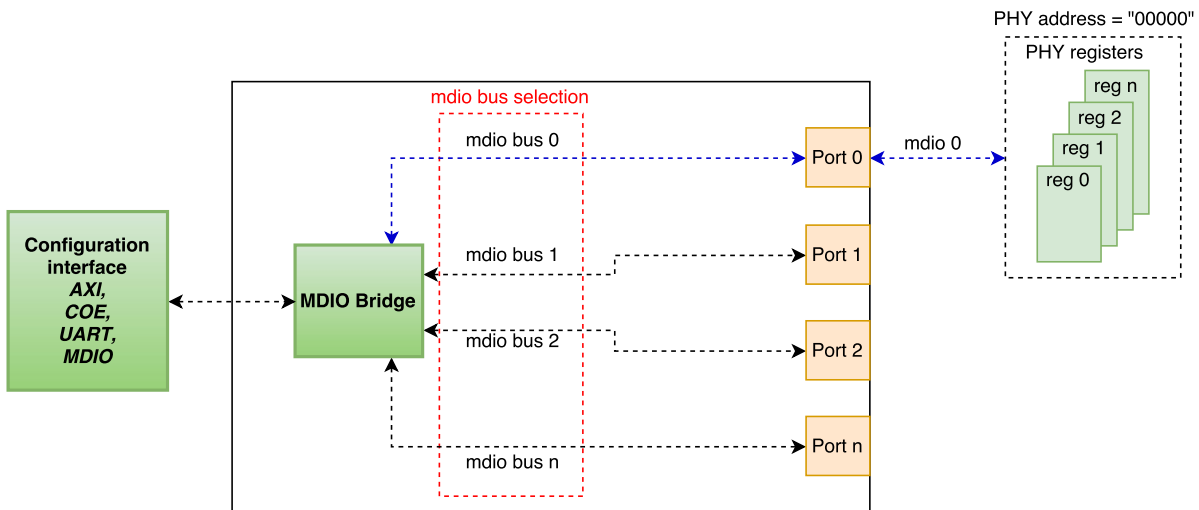 PHY address = "00000"
PHY registers
reg n
reg 2
reg 1
reg 0
mdio bus selection
mdio bus 0
Port 0
mdio 0
Configuration
interface
AXI,
COE,
UART,
MDIO
MDIO Bridge
mdio bus 1
Port 1
mdio bus 2
Port 2
mdio bus n
Port n